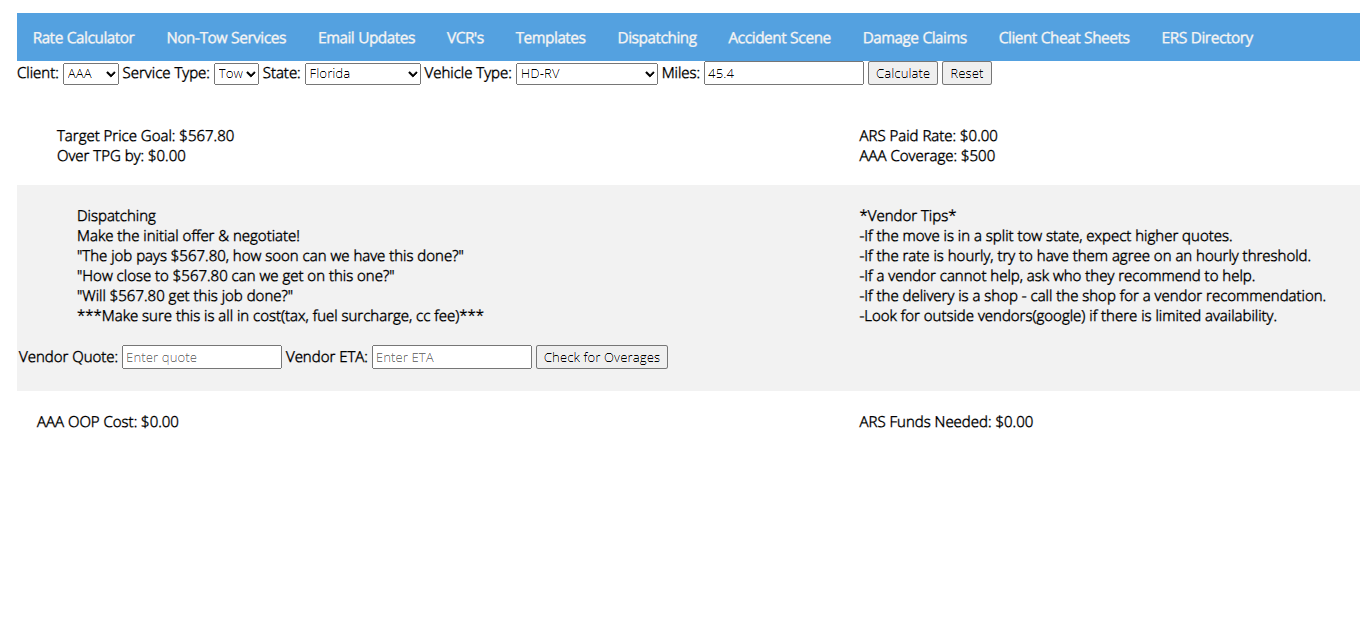 Rate Calculator Non-Tow Services Email Updates VCR's Templates Dispatching Accident Scene Damage Claims Client Cheat Sheets ERS Directory
Client: AAA Service Type: Tow State: Florida Vehicle Type: HD-RV Miles: 45.4 Calculate Reset
Target Price Goal: $567.80
Over TPG by: $0.00
ARS Paid Rate: $0.00
AAA Coverage: $500
Dispatching
Make the initial offer & negotiate!
"The job pays $567.80, how soon can we have this done?"
"How close to $567.80 can we get on this one?"
"Will $567.80 get this job done?"
***Make sure this is all in cost(tax, fuel surcharge, cc fee)***
*Vendor Tips*
-If the move is in a split tow state, expect higher quotes.
-If the rate is hourly, try to have them agree on an hourly threshold.
-If a vendor cannot help, ask who they recommend to help.
-If the delivery is a shop - call the shop for a vendor recommendation.
-Look for outside vendors(google) if there is limited availability.
Vendor Quote: Enter quote Vendor ETA: Enter ETA Check for Overages
AAA OOP Cost: $0.00
ARS Funds Needed: $0.00